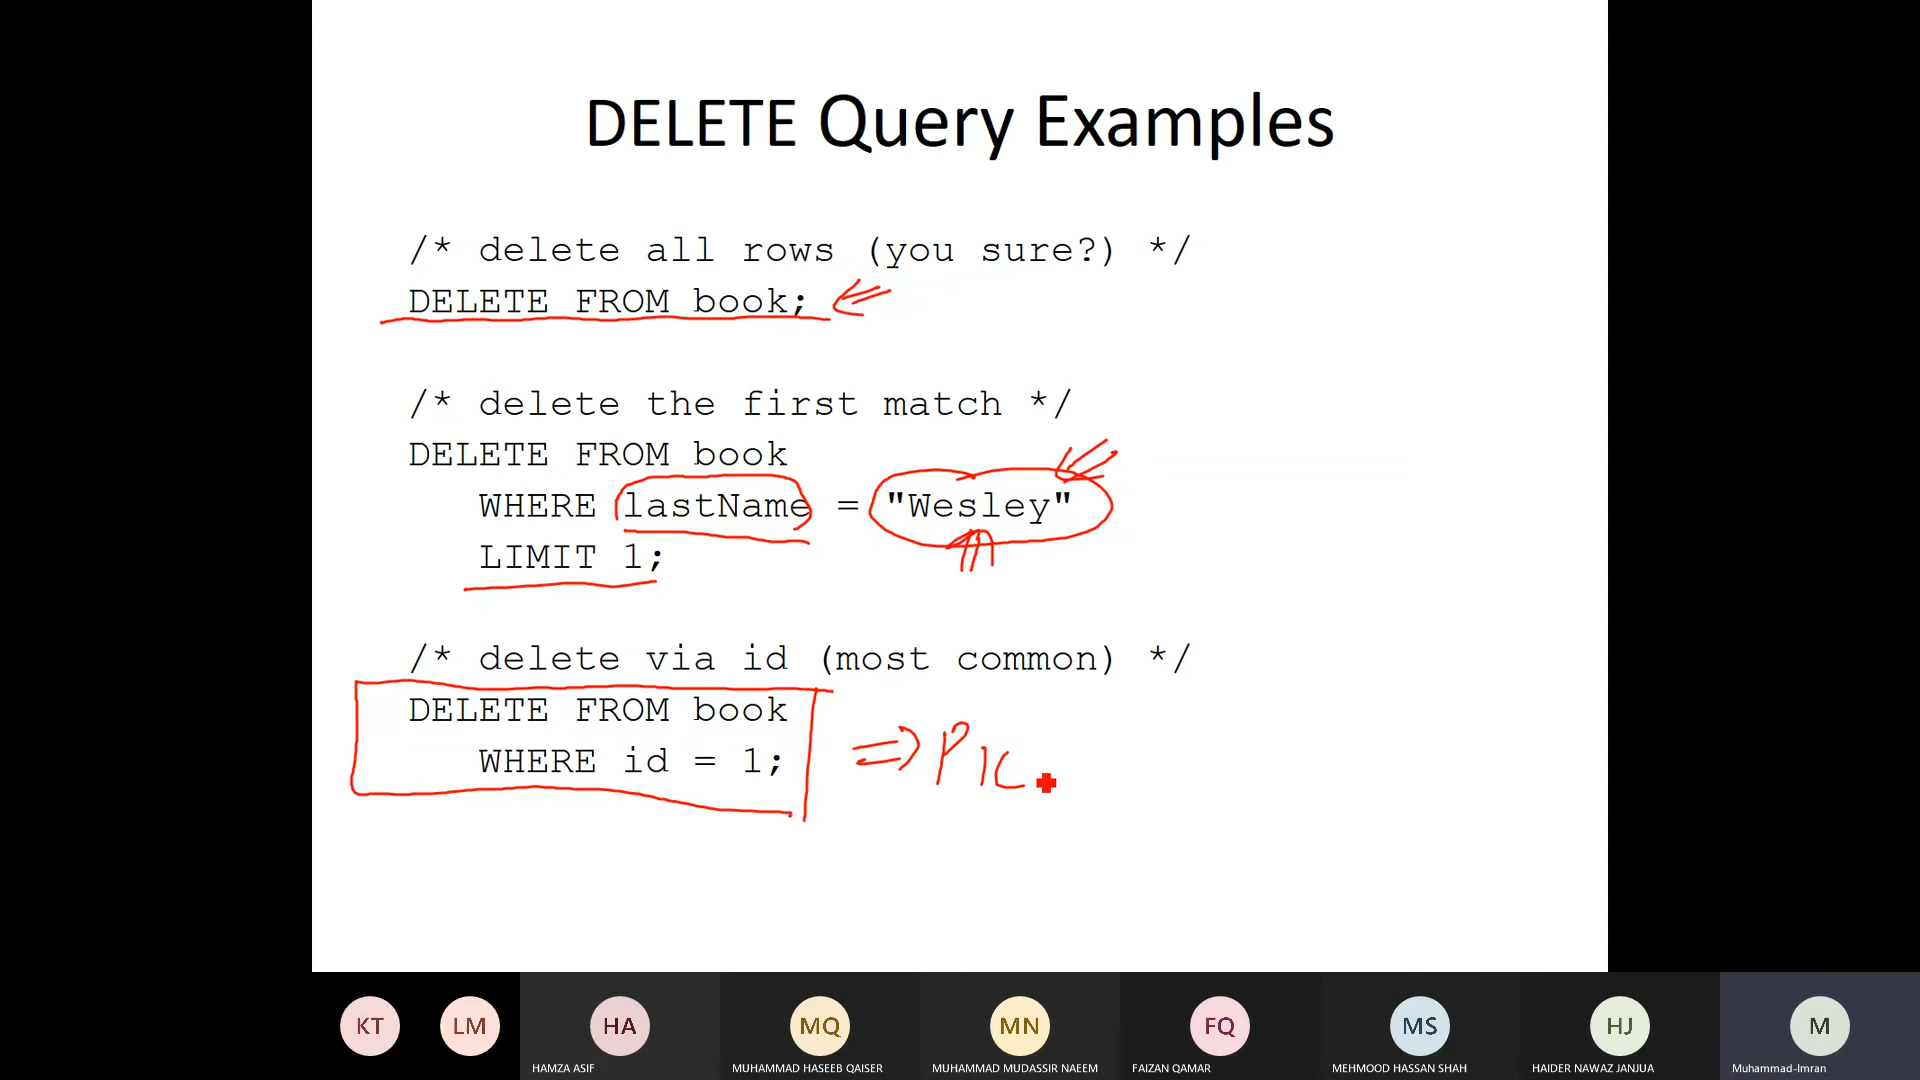 DELETE Query Examples
/* delete all rows (you sure?) */
DELETE FROM book;
/* delete the first match */
DELETE FROM book
WHERE lastName = "Wesley"
LIMIT 1;
/* delete via id (most common) */
DELETE FROM book
WHERE id = 1;
=> PIC
KT LM HA MQ MN FQ MS HJ M
HAMZA ASIF MUHAMMAD HASEEB QAISER MUHAMMAD MUDASSIR NAEEM FAIZAN QAMAR MEHMOOD HASSAN SHAH HAIDER NAWAZ JANJUA Muhammad-Imran